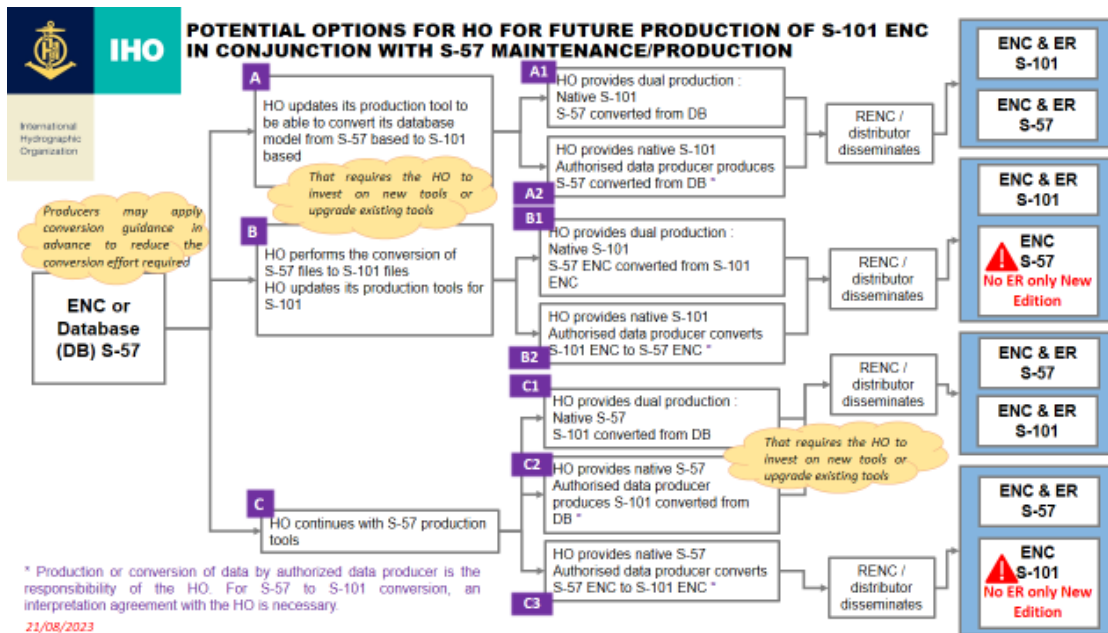 POTENTIAL OPTIONS FOR HO FOR FUTURE PRODUCTION OF S-101 ENC
IN CONJUNCTION WITH S-57 MAINTENANCE/PRODUCTION
IHO
International
Hydrographic
Organization
Producers may apply
conversion guidance in
advance to reduce the
conversion effort required
ENC or
Database
(DB) S-57
A
HO updates its production tool to
be able to convert its database
model from S-57 based to S-101
based
That requires the HO to
invest on new tools or
upgrade existing tools
B
HO performs the conversion of
S-57 files to S-101 files
HO updates its production tools for
S-101
C
HO continues with S-57 production
tools
A1
HO provides dual production :
Native S-101
S-57 converted from DB
HO provides native S-101
Authorised data producer produces
S-57 converted from DB *
A2
B1
HO provides dual production :
Native S-101
S-57 ENC converted from S-101
ENC
HO provides native S-101
Authorised data producer converts
S-101 ENC to S-57 ENC *
B2
C1
HO provides dual production :
Native S-57
S-101 converted from DB
C2
HO provides native S-57
Authorised data producer
produces S-101 converted from
DB *
HO provides native S-57
Authorised data producer converts
S-57 ENC to S-101 ENC *
C3
That requires the HO to
invest on new tools or
upgrade existing tools
RENC /
distributor
disseminates
RENC /
distributor
disseminates
RENC /
distributor
disseminates
RENC /
distributor
disseminates
ENC & ER
S-101
ENC & ER
S-57
ENC & ER
S-101
ENC
S-57
No ER only New
Edition
ENC & ER
S-57
ENC & ER
S-101
ENC & ER
S-57
ENC
S-101
No ER only New
Edition
* Production or conversion of data by authorized data producer is the
responsibility of the HO. For S-57 to S-101 conversion, an
interpretation agreement with the HO is necessary.
21/08/2023